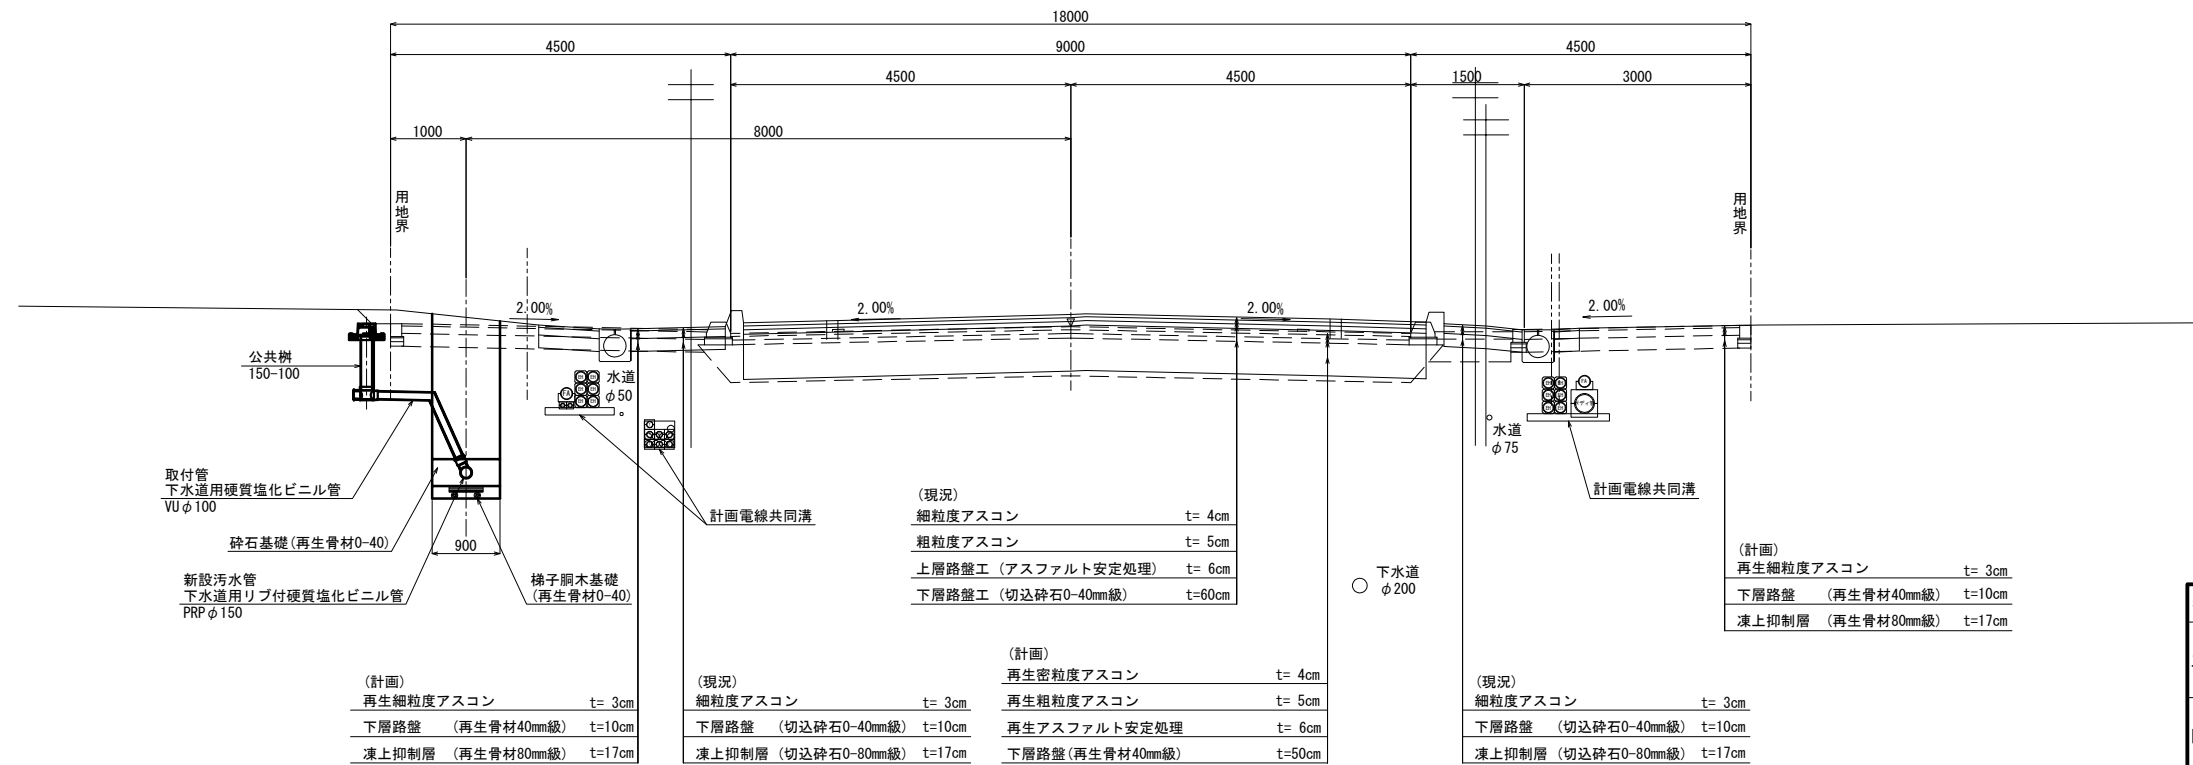 18000
4500
9000
4500
4500
4500
1500
3000
1000
8000
用地界
用地界
2.00%
2.00%
2.00%
2.00%
公共桝
150-100
水道
φ50
水道
φ75
取付管
下水道用硬質塩化ビニル管
VUφ100
砕石基礎(再生骨材0-40)
900
新設汚水管
下水道用リブ付硬質塩化ビニル管
PRPφ150
梯子胴木基礎
(再生骨材0-40)
計画電線共同溝
計画電線共同溝
下水道
φ200
(現況)
細粒度アスコン t= 4cm
粗粒度アスコン t= 5cm
上層路盤工 (アスファルト安定処理) t= 6cm
下層路盤工 (切込砕石0-40mm級) t=60cm
(計画)
再生細粒度アスコン t= 3cm
下層路盤 (再生骨材40mm級) t=10cm
凍上抑制層 (再生骨材80mm級) t=17cm
(計画)
再生細粒度アスコン t= 3cm
下層路盤 (再生骨材40mm級) t=10cm
凍上抑制層 (再生骨材80mm級) t=17cm
(現況)
細粒度アスコン t= 3cm
下層路盤 (切込砕石0-40mm級) t=10cm
凍上抑制層 (切込砕石0-80mm級) t=17cm
(計画)
再生密粒度アスコン t= 4cm
再生粗粒度アスコン t= 5cm
再生アスファルト安定処理 t= 6cm
下層路盤(再生骨材40mm級) t=50cm
(現況)
細粒度アスコン t= 3cm
下層路盤 (切込砕石0-40mm級) t=10cm
凍上抑制層 (切込砕石0-80mm級) t=17cm